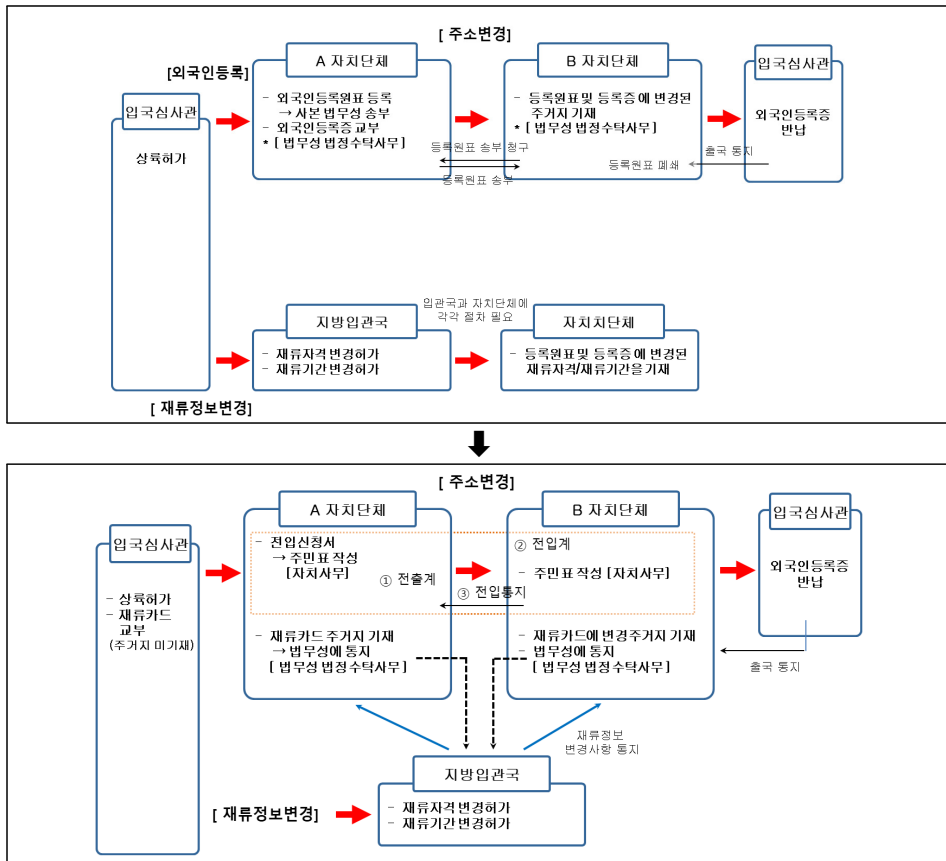 [ 주소변경]
[외국인등록]
입국심사관
상륙허가
A 자치단체
- 외국인등록원표 등록
→ 사본 법무성 송부
- 외국인등록증 교부
* [ 법무성 법정수탁사무]
등록원표 송부 청구
등록원표 송부
B 자치단체
- 등록원표 및 등록증에 변경된
주거지 기재
* [ 법무성 법정수탁사무]
등록원표 폐쇄
출국 통지
입국심사관
외국인등록증
반납
지방입관국
- 재류자격 변경허가
- 재류기간 변경허가
입관국과 자치단체에
각각 절차 필요
자치치단체
- 등록원표 및 등록증에 변경된
재류자격/재류기간을 기재
[ 재류정보변경]
[ 주소변경]
입국심사관
- 상륙허가
- 재류카드
교부
(주거지 미기재)
A 자치단체
- 전입신청서
→ 주민표 작성
[자치사무]
① 전출계
- 재류카드 주거지 기재
→ 법무성에 통지
[ 법무성 법정수탁사무]
B 자치단체
② 전입계
- 주민표 작성 [자치사무]
③ 전입통지
- 재류카드에 변경주거지 기재
- 법무성에 통지
[ 법무성 법정수탁사무]
입국심사관
외국인등록증
반납
출국 통지
재류정보
변경사항 통지
지방입관국
[ 재류정보변경]
- 재류자격 변경허가
- 재류기간 변경허가